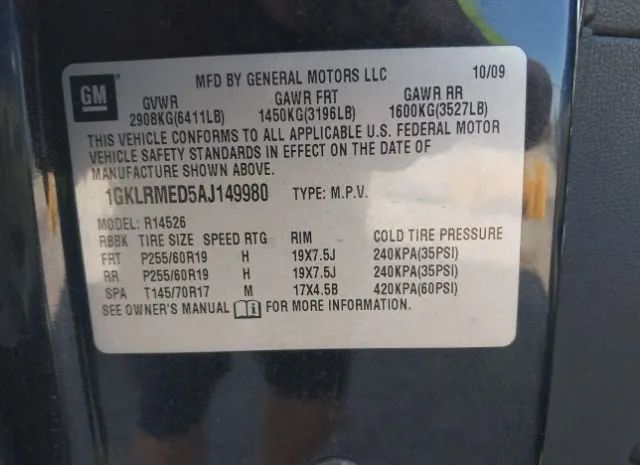 GM
MFD BY GENERAL MOTORS LLC 10/09
GVWR GAWR FRT GAWR RR
2908KG(6411LB) 1450KG(3196LB) 1600KG(3527LB)
THIS VEHICLE CONFORMS TO ALL APPLICABLE U.S. FEDERAL MOTOR
VEHICLE SAFETY STANDARDS IN EFFECT ON THE DATE OF
MANUFACTURE SHOWN ABOVE.
1GKLRMED5AJ149980 TYPE: M.P.V.
MODEL: R14526
RBBK TIRE SIZE SPEED RTG RIM COLD TIRE PRESSURE
FRT P255/60R19 H 19X7.5J 240KPA(35PSI)
RR P255/60R19 H 19X7.5J 240KPA(35PSI)
SPA T145/70R17 M 17X4.5B 420KPA(60PSI)
SEE OWNER'S MANUAL i FOR MORE INFORMATION.